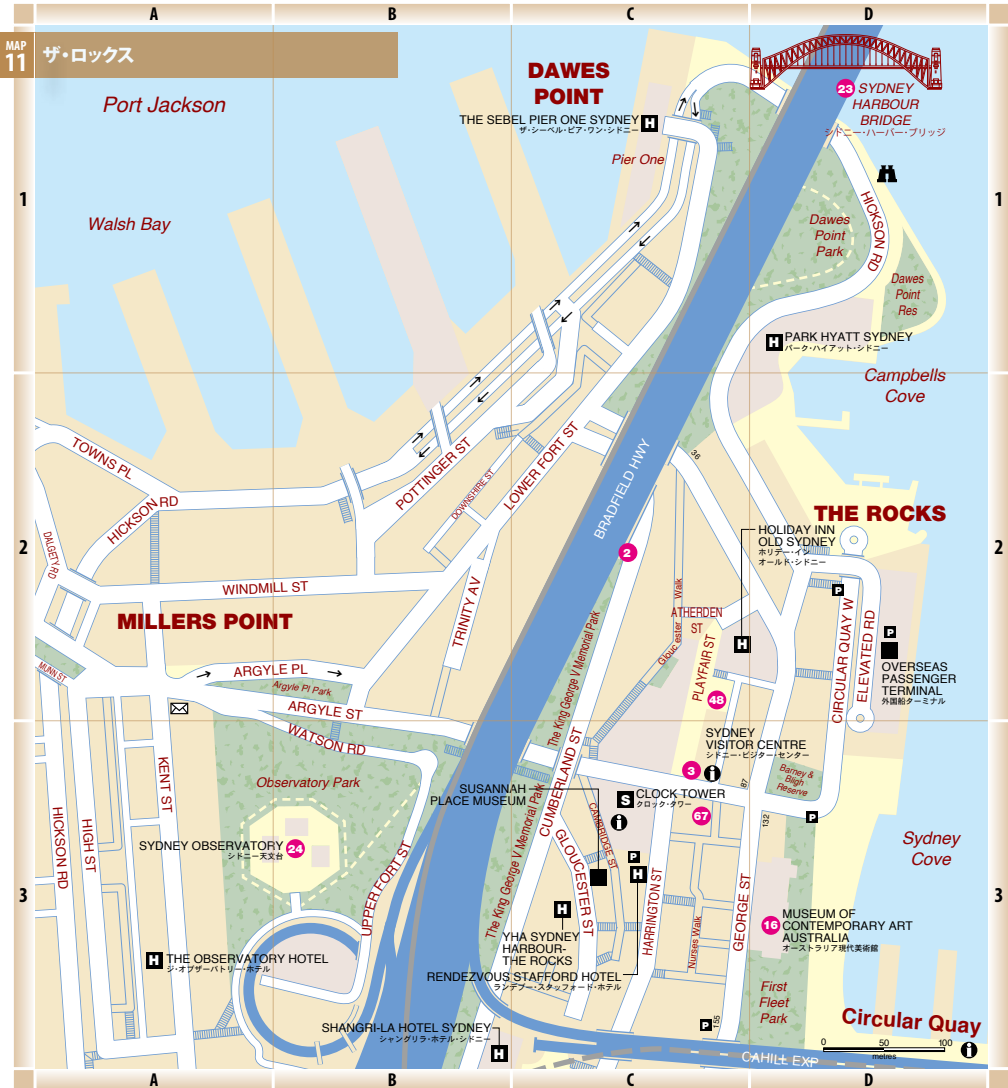 A
B
C
D
MAP
11
ザ・ロックス
Port Jackson
Walsh Bay
DAWES
POINT
THE SEBEL PIER ONE SYDNEY
ザ・シーベル・ピア・ワン・シドニー
H
Pier One
23
SYDNEY
HARBOUR
BRIDGE
シドニー・ハーバー・ブリッジ
1
1
HICKSON RD
Dawes
Point
Park
Dawes
Point
Res
H
PARK HYATT SYDNEY
パーク・ハイアット・シドニー
Campbells
Cove
TOWNS PL
HICKSON RD
DALGETY RD
POTTINGER ST
DOWNSHIRE ST
LOWER FORT ST
BRADFIELD HWY
36
THE ROCKS
HOLIDAY INN
OLD SYDNEY
ホリデー・イン
オールド・シドニー
2
2
2
WINDMILL ST
MILLERS POINT
TRINITY AV
Gloucester Walk
ATHERDEN
ST
PLAYFAIR ST
H
P
P
CIRCULAR QUAY W
ELEVATED RD
OVERSEAS
PASSENGER
TERMINAL
外国船ターミナル
MUNN ST
ARGYLE PL
Argyle Pl Park
ARGYLE ST
WATSON RD
The King George V Memorial Park
48
SYDNEY
VISITOR CENTRE
シドニー・ビジター・センター
3
i
87
Barney &
Bligh
Reserve
KENT ST
HIGH ST
HICKSON RD
Observatory Park
SYDNEY OBSERVATORY
シドニー天文台
24
UPPER FORT ST
SUSANNAH
PLACE MUSEUM
CUMBERLAND ST
The King George V Memorial Park
S
CLOCK TOWER
クロック・タワー
i
67
132
P
CAMBRIDGE ST
GLOUCESTER ST
P
H
HARRINGTON ST
Nurses Walk
GEORGE ST
Sydney
Cove
3
3
16
MUSEUM OF
CONTEMPORARY ART
AUSTRALIA
オーストラリア現代美術館
H
YHA SYDNEY
HARBOUR-
THE ROCKS
RENDEZVOUS STAFFORD HOTEL
ランデブー・スタッフォード・ホテル
H
THE OBSERVATORY HOTEL
ジ・オブザーバトリー・ホテル
First
Fleet
Park
P
155
SHANGRI-LA HOTEL SYDNEY
シャングリラ・ホテル・シドニー
H
Circular Quay
0
50
100
metres
i
CAHILL EXP
A
B
C
D